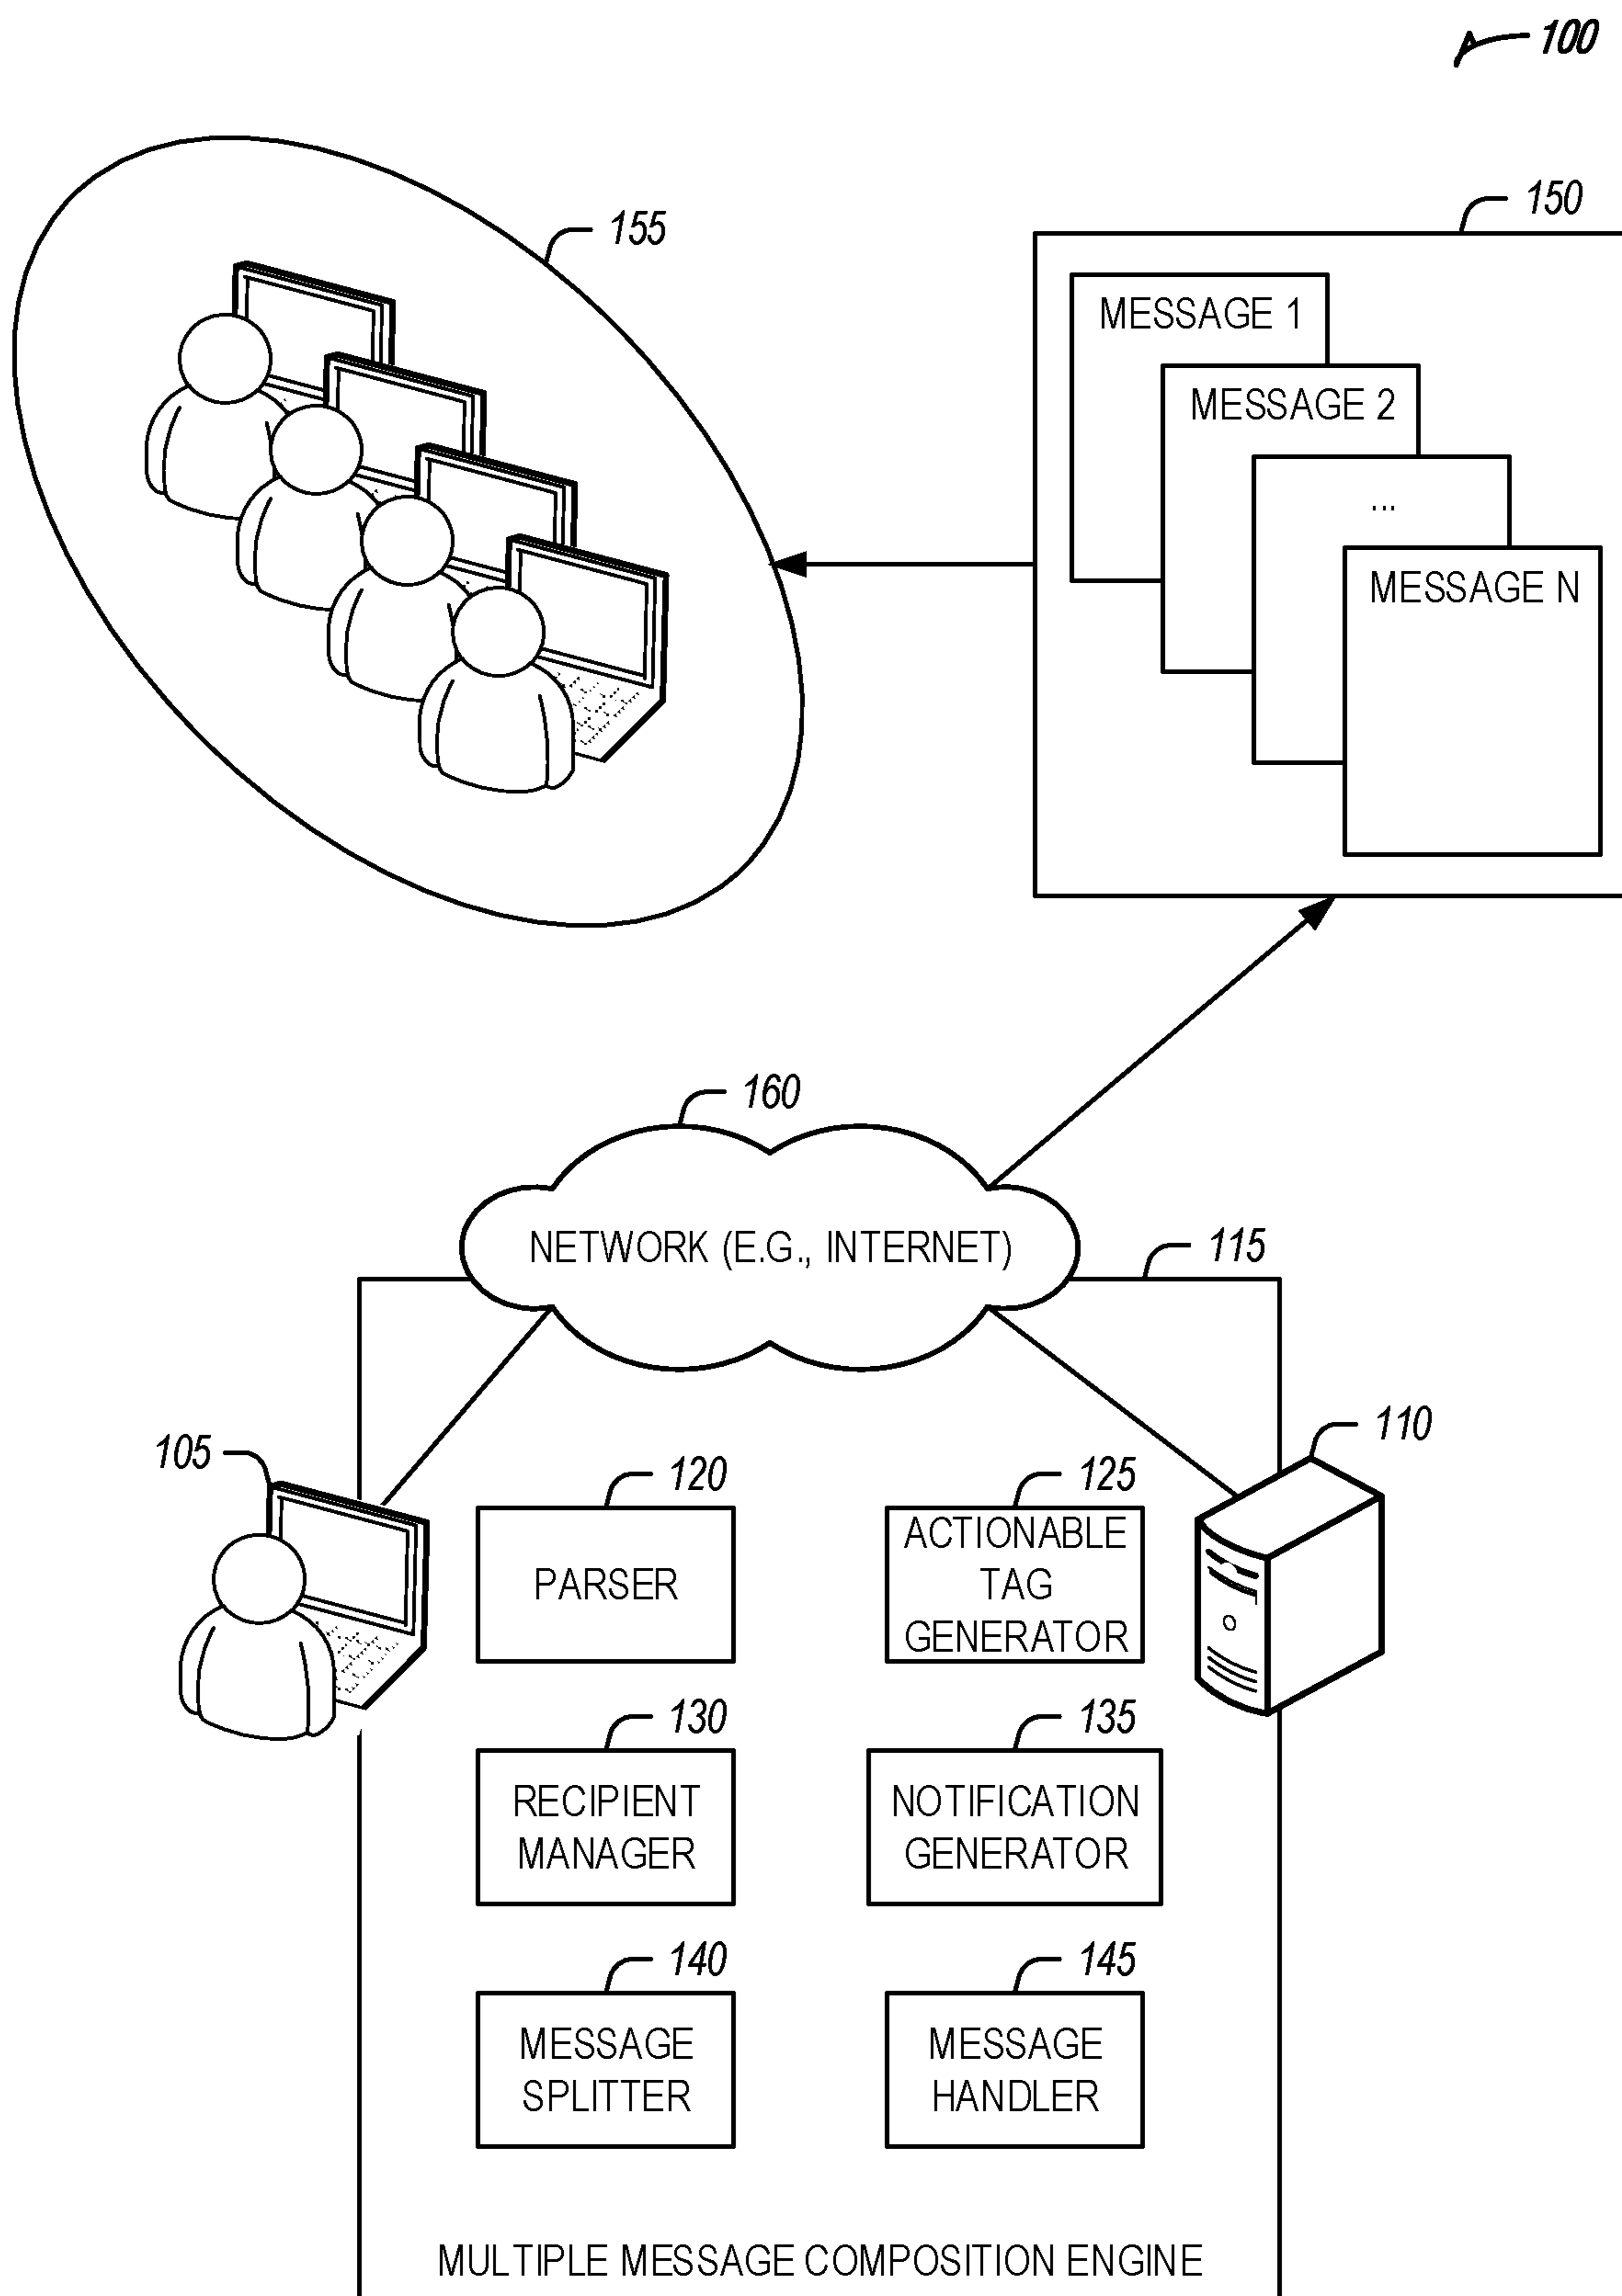 100
150
155
MESSAGE 1
MESSAGE 2
...
MESSAGE N
160
NETWORK (E.G., INTERNET)
115
105
110
120
125
PARSER
ACTIONABLE
TAG
GENERATOR
130
135
RECIPIENT
MANAGER
NOTIFICATION
GENERATOR
140
145
MESSAGE
SPLITTER
MESSAGE
HANDLER
MULTIPLE MESSAGE COMPOSITION ENGINE